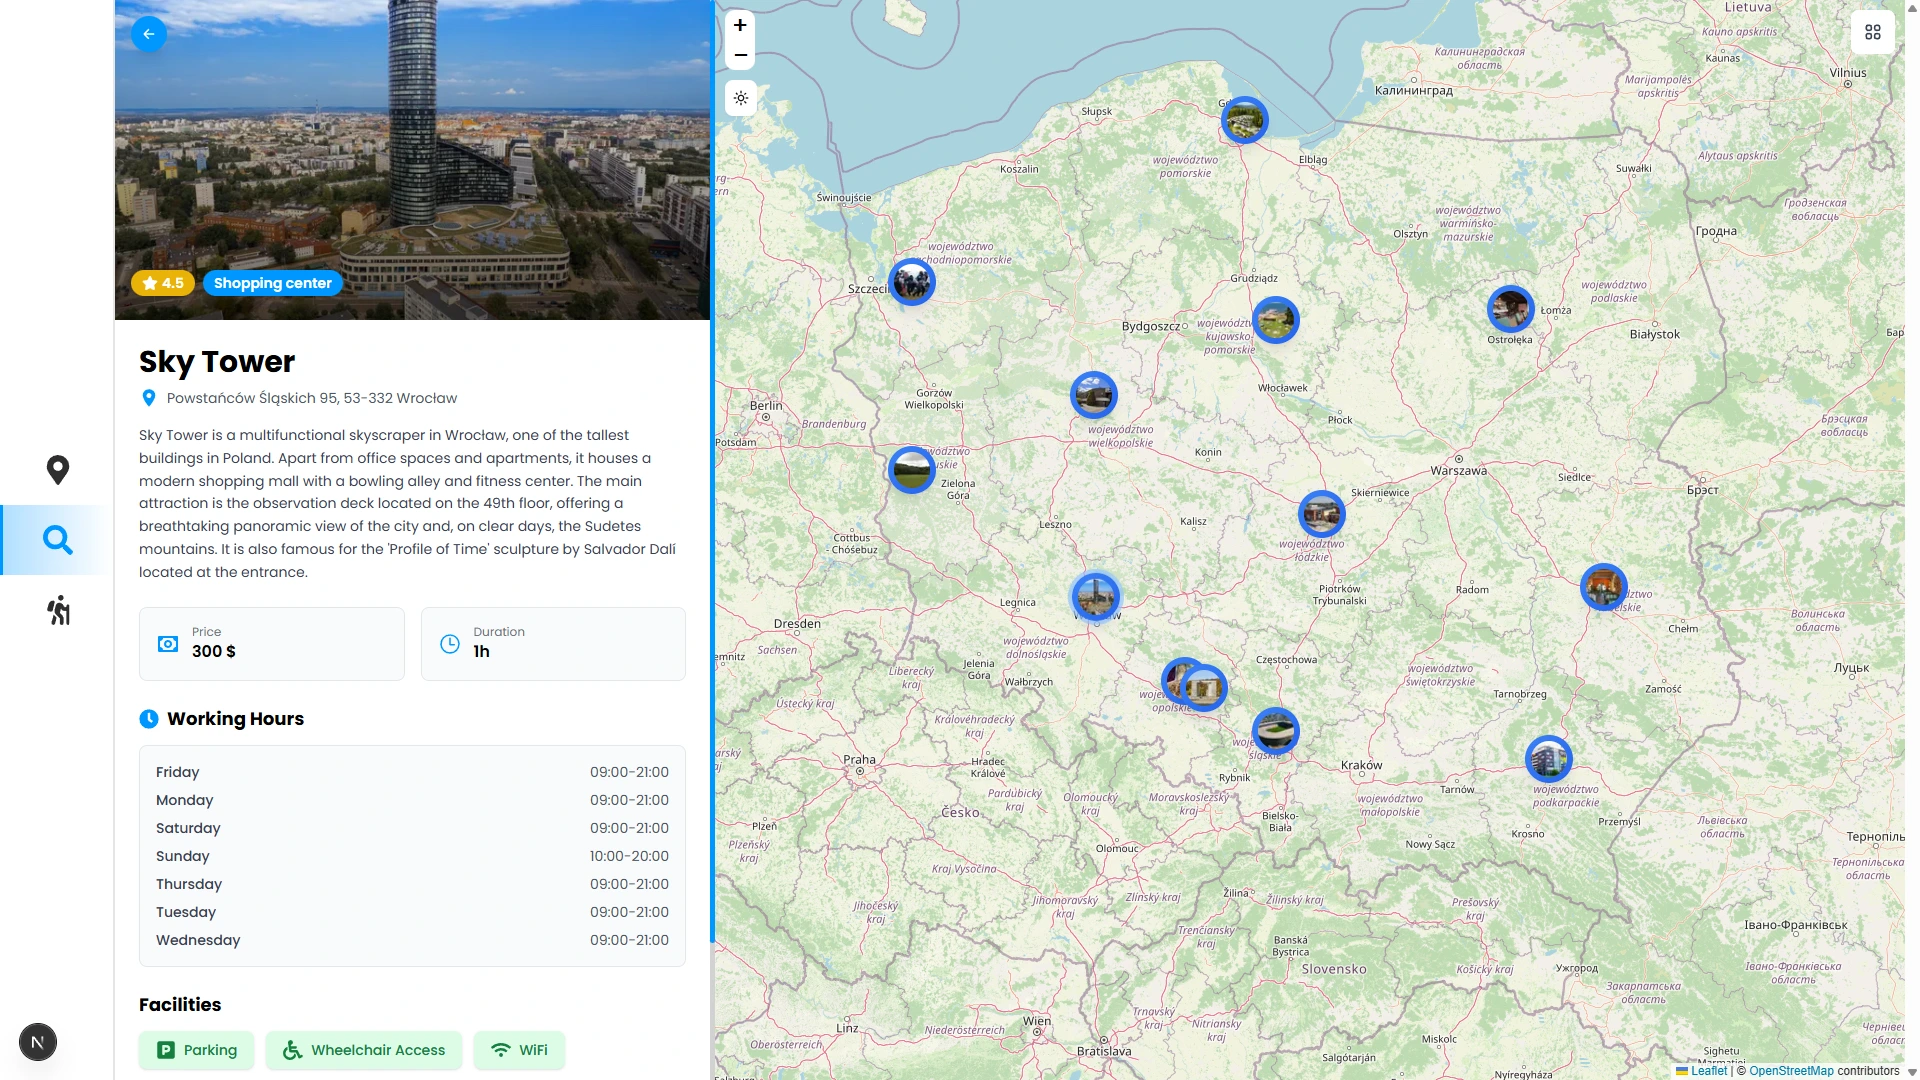 4.5
Shopping center
Sky Tower
Powstańców Śląskich 95, 53-332 Wrocław
Sky Tower is a multifunctional skyscraper in Wrocław, one of the tallest
buildings in Poland. Apart from office spaces and apartments, it houses a
modern shopping mall with a bowling alley and fitness center. The main
attraction is the observation deck located on the 49th floor, offering a
breathtaking panoramic view of the city and, on clear days, the Sudetes
mountains. It is also famous for the 'Profile of Time' sculpture by Salvador Dalí
located at the entrance.
Price
300 $
Duration
1h
Working Hours
Friday 09:00-21:00
Monday 09:00-21:00
Saturday 09:00-21:00
Sunday 10:00-20:00
Thursday 09:00-21:00
Tuesday 09:00-21:00
Wednesday 09:00-21:00
Facilities
Parking
Wheelchair Access
WiFi
N
+
−
Lietuva
Kauno apskritis
Kaunas
Vilnius
Калининградская
область
Калининград
Marijampolės
apskritis
Alytaus apskritis
Słupsk
Koszalin
Świnoujście
województwo
pomorskie
Elbląg
Suwałki
Гродзенская
вобласць
Гродна
województwo
warmińsko-
mazurskie
Olsztyn
województwo
Grudziądz
województwo
podlaskie
Łomża
Ostrołęka
Białystok
Bydgoszcz
kujawsko-
pomorskie
Włocławek
Płock
Gorzów
Wielkopolski
Berlin
Potsdam
Brandenburg
województwo
wielkopolskie
Konin
Warszawa
Siedlce
Брэсцкая
вобласць
Брэст
Zielona
Góra
Skierniewice
Leszno
Kalisz
Cottbus
- Chóśebuz
województwo
łódzkie
Piotrków
Trybunalski
Radom
Legnica
Dresden
Sachsen
województwo
dolnośląskie
Chełm
Волинська
область
Луцьк
Jelenia
Góra
Wałbrzych
Liberecký
kraj
Częstochowa
województwo
świętokrzyskie
Tarnobrzeg
Zamość
opolskie
śląskie
Ústecký kraj
Královéhradecký
kraj
Praha
Hradec
Králové
Rybnik
Kraków
Tarnów
województwo
podkarpackie
województwo
małopolskie
Przemyśl
Krosno
Львівська
область
Pardubický
kraj
Olomoucký
kraj
Moravskoslezský
kraj
Bielsko-
Biała
Česko
Plzeň
Plzeňský
kraj
Olomouc
Nowy Sącz
Тернопільська
область
Kraj Vysočina
Žilina
Žilinský kraj
Prešovský
kraj
Jihočeský
kraj
Jihomoravský
kraj
Zlínský kraj
Trenčiansky
kraj
Banská
Bystrica
Slovensko
Košický kraj
Ужгород
Івано-Франківськ
Івано-Франківська
область
Закарпатська
область
Linz
Niederösterreich
Wien
Oberösterreich
Trnavský
kraj
Nitriansky
kraj
Bratislava
Salgótarján
Miskolc
Nyíregyháza
Leaflet | © OpenStreetMap contributors